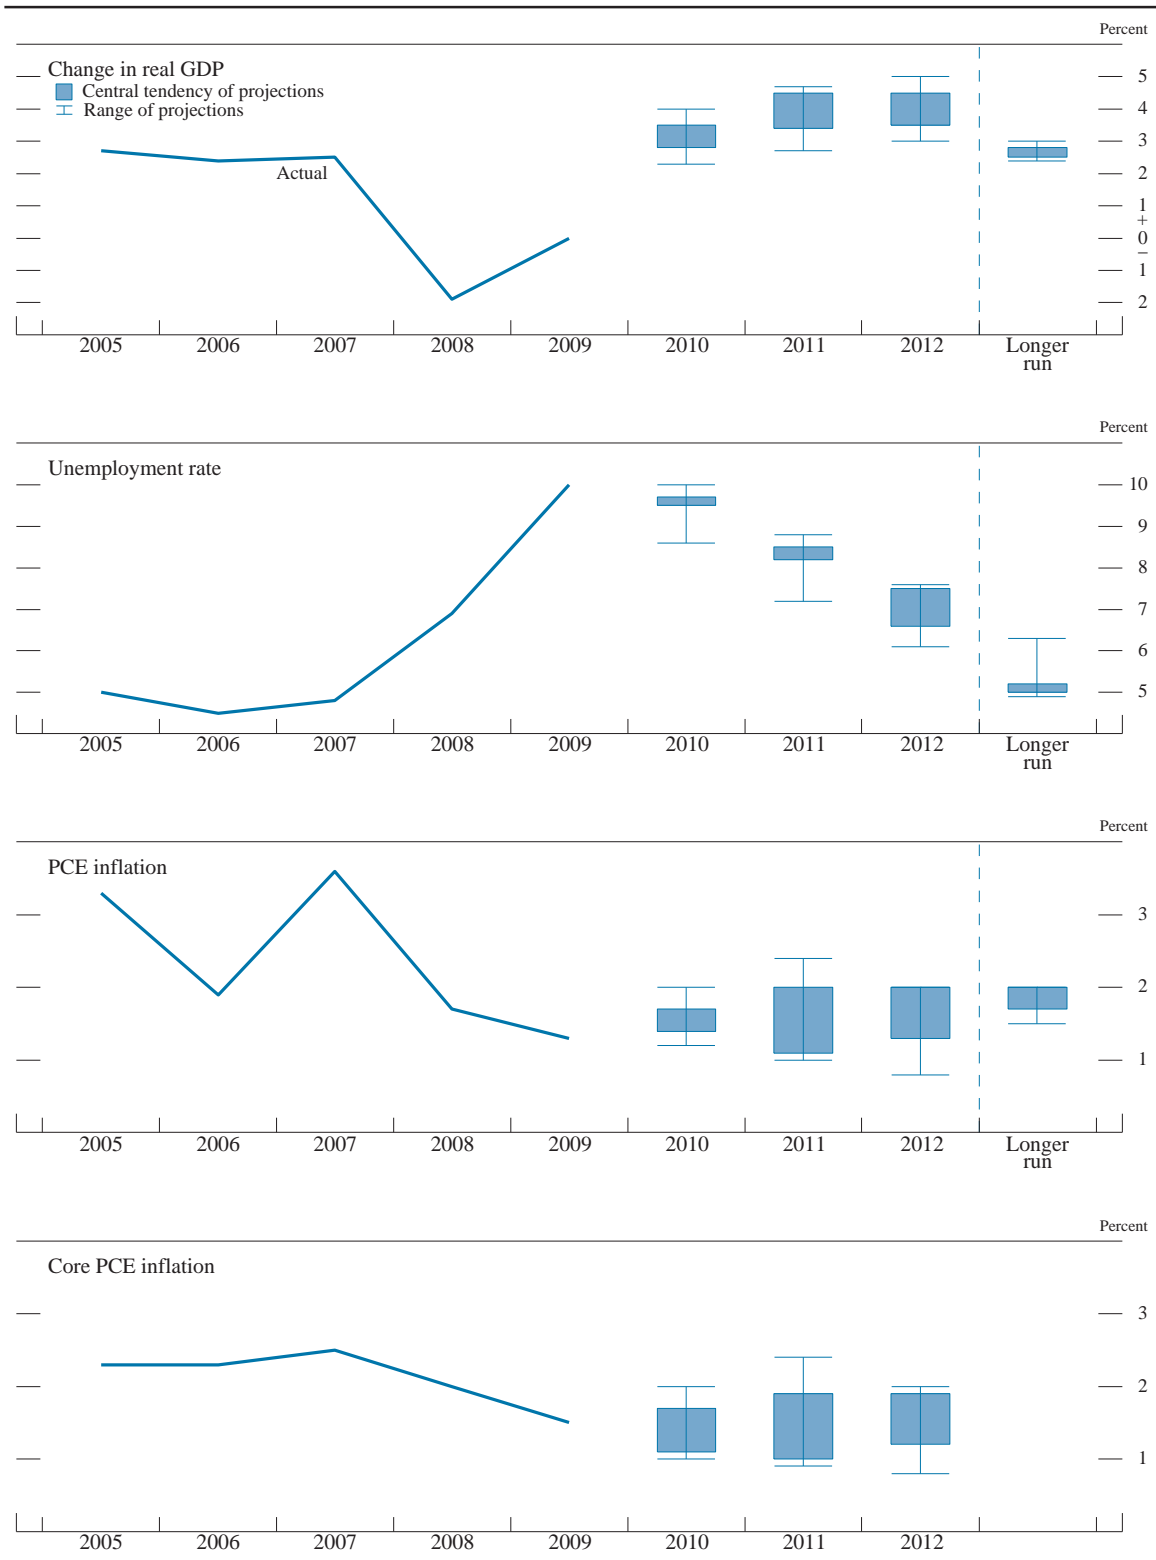 Percent
Change in real GDP
Central tendency of projections
Range of projections
Actual
5
4
3
2
1
+
0
−
1
2
2005 2006 2007 2008 2009 2010 2011 2012 Longer
run
Percent
Unemployment rate
10
9
8
7
6
5
2005 2006 2007 2008 2009 2010 2011 2012 Longer
run
Percent
PCE inflation
3
2
1
2005 2006 2007 2008 2009 2010 2011 2012 Longer
run
Percent
Core PCE inflation
3
2
1
2005 2006 2007 2008 2009 2010 2011 2012